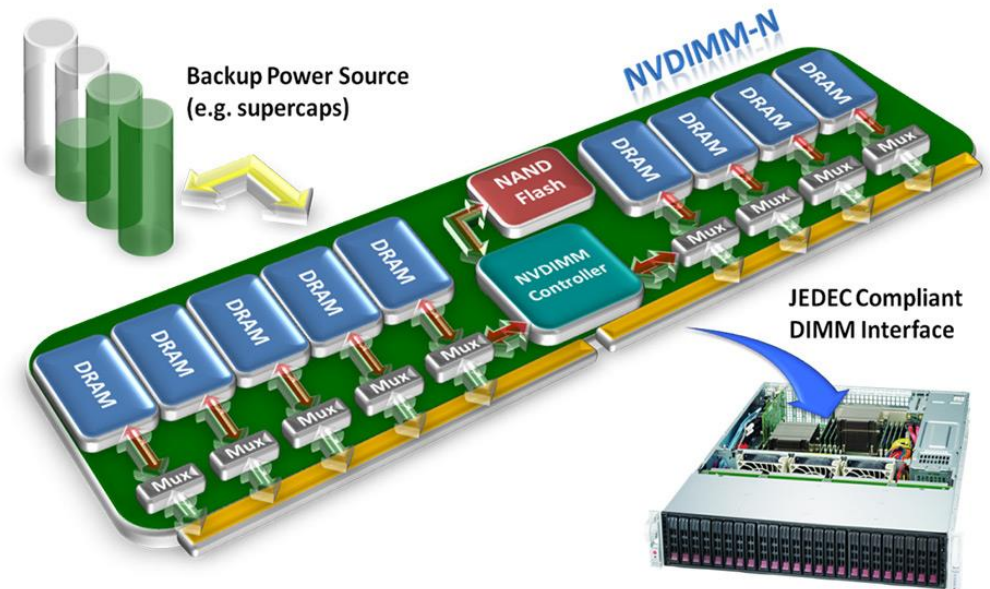 Backup Power Source
(e.g. supercaps)
NVDIMM-N
DRAM
DRAM
DRAM
DRAM
Mux
Mux
Mux
Mux
NAND
Flash
NVDIMM
Controller
DRAM
DRAM
DRAM
DRAM
DRAM
Mux
Mux
Mux
Mux
Mux
JEDEC Compliant
DIMM Interface